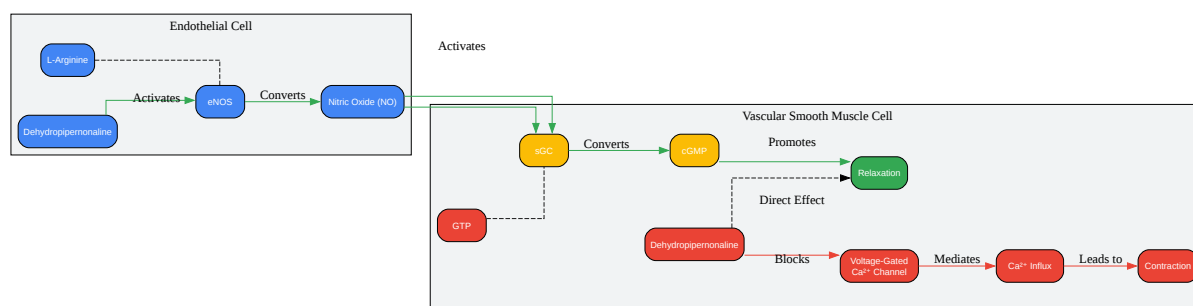 Endothelial Cell
L-Arginine
Activates
eNOS
Converts
Nitric Oxide (NO)
Dehydropipernonaline
Activates
Vascular Smooth Muscle Cell
sGC
Converts
cGMP
Promotes
Relaxation
Direct Effect
GTP
Dehydropipernonaline
Blocks
Voltage-Gated
Ca²⁺ Channel
Mediates
Ca²⁺ Influx
Leads to
Contraction